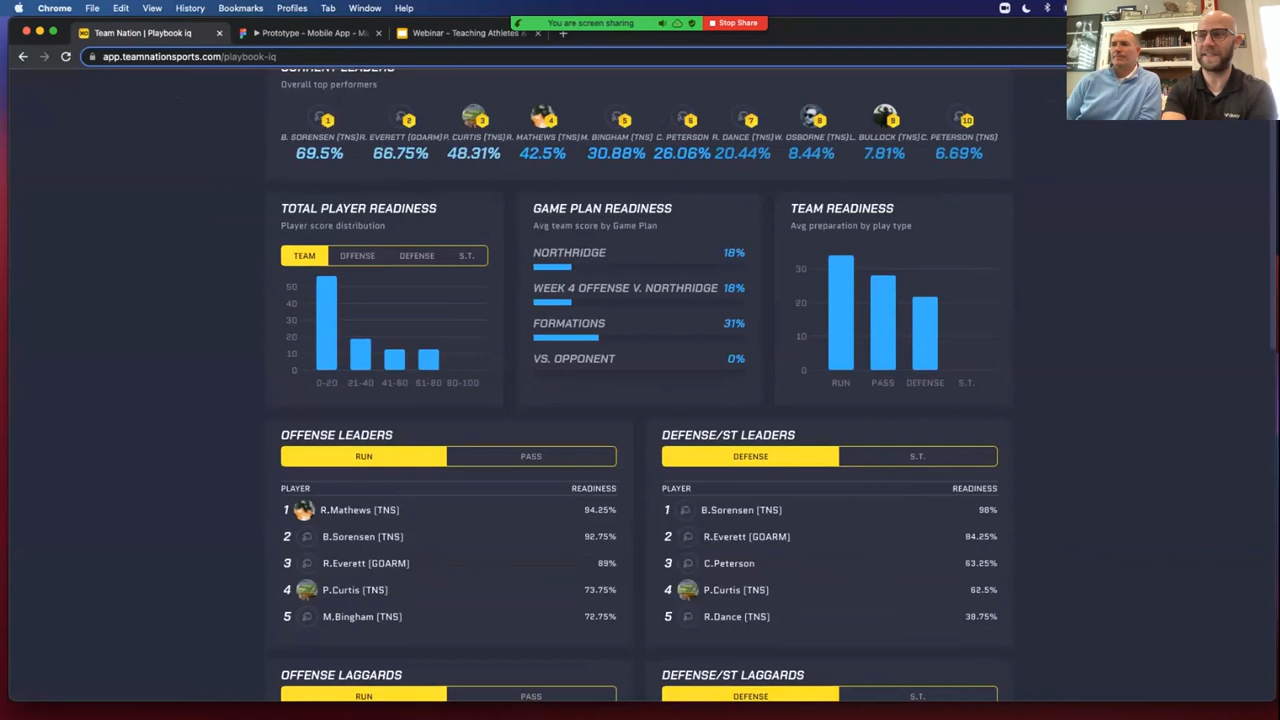 Chrome File Edit View History Bookmarks Profiles Tab Window Help
You are screen sharing Stop Share
Team Nation | Playbook iq
Prototype - Mobile App - M
Webinar - Teaching Athletes &
app.teamnationsports.com/playbook-iq
CURRENT LEADERS
Overall top performers
1 2 3 4 5 6 7 8 9 10
B. SORENSEN (TNS) R. EVERETT (GOARM) P. CURTIS (TNS) R. MATHEWS (TNS) M. BINGHAM (TNS) C. PETERSON R. DANCE (TNS) W. OSBORNE (TNS) L. BULLOCK (TNS) C. PETERSON (TNS)
69.5% 66.75% 48.31% 42.5% 30.88% 26.06% 20.44% 8.44% 7.81% 6.69%
TOTAL PLAYER READINESS
Player score distribution
TEAM OFFENSE DEFENSE S.T.
50
40
30
20
10
0
0-20 21-40 41-60 61-80 80-100
GAME PLAN READINESS
Avg team score by Game Plan
NORTHRIDGE 18%
WEEK 4 OFFENSE V. NORTHRIDGE 18%
FORMATIONS 31%
VS. OPPONENT 0%
TEAM READINESS
Avg preparation by play type
30
20
10
0
RUN PASS DEFENSE S.T.
OFFENSE LEADERS
RUN PASS
PLAYER READINESS
1 R.Mathews [TNS] 94.25%
2 B.Sorensen [TNS] 92.75%
3 R.Everett [GOARM] 89%
4 P.Curtis [TNS] 73.75%
5 M.Bingham [TNS] 72.75%
DEFENSE/ST LEADERS
DEFENSE S.T.
PLAYER READINESS
1 B.Sorensen [TNS] 98%
2 R.Everett [GOARM] 94.25%
3 C.Peterson 63.25%
4 P.Curtis [TNS] 62.5%
5 R.Dance [TNS] 38.75%
OFFENSE LAGGARDS
RUN PASS
DEFENSE/ST LAGGARDS
DEFENSE S.T.